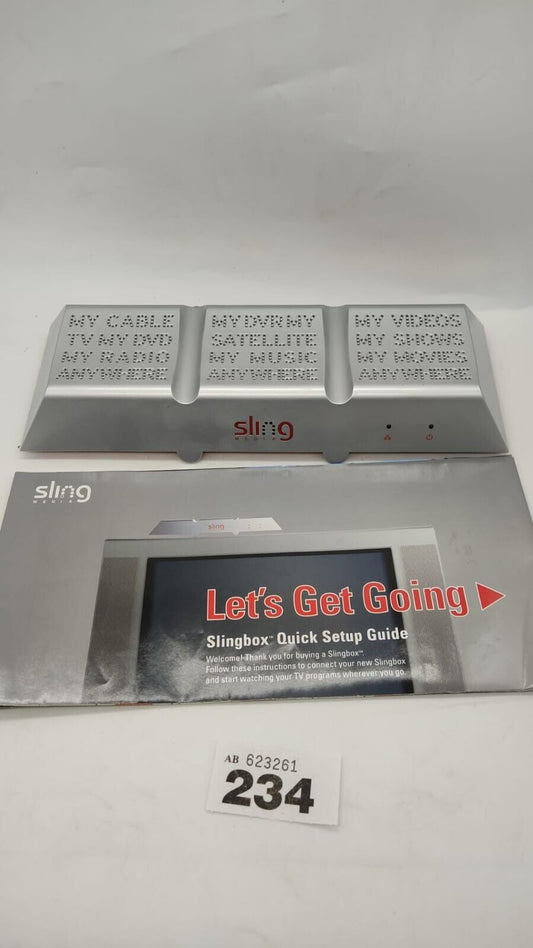 MY CABLE
TV MY DVD
MY RADIO
ANYWHERE
MY DVR MY
SATELLITE
MY MUSIC
ANYWHERE
MY VIDEOS
MY SHOWS
MY MOVIES
ANYWHERE
sling
MEDIA
sling
MEDIA
sling
Let's Get Going
Slingbox™ Quick Setup Guide
Welcome! Thank you for buying a Slingbox™.
Follow these instructions to connect your new Slingbox
and start watching your TV programs wherever you go.
AB 623261
234